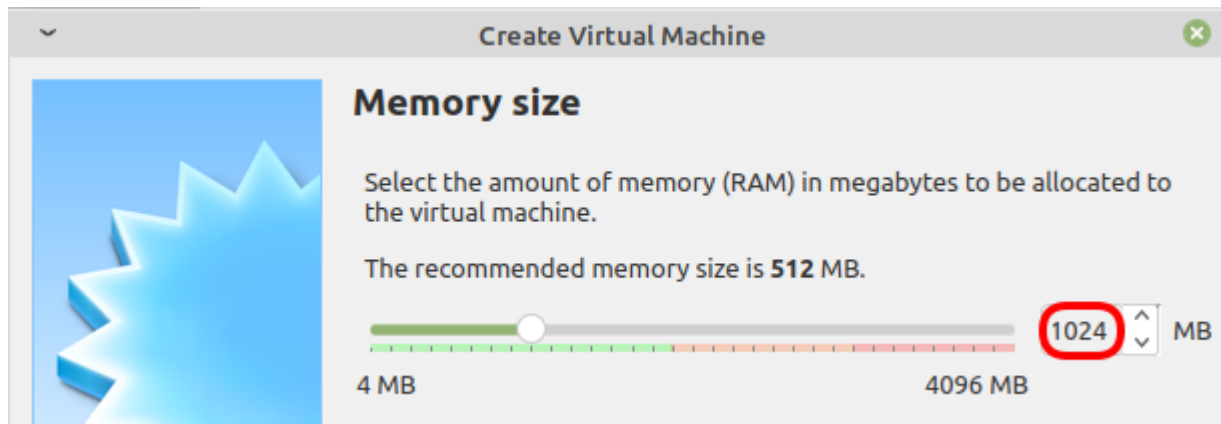 Create Virtual Machine
Memory size
Select the amount of memory (RAM) in megabytes to be allocated to
the virtual machine.
The recommended memory size is 512 MB.
1024 MB
4 MB 4096 MB